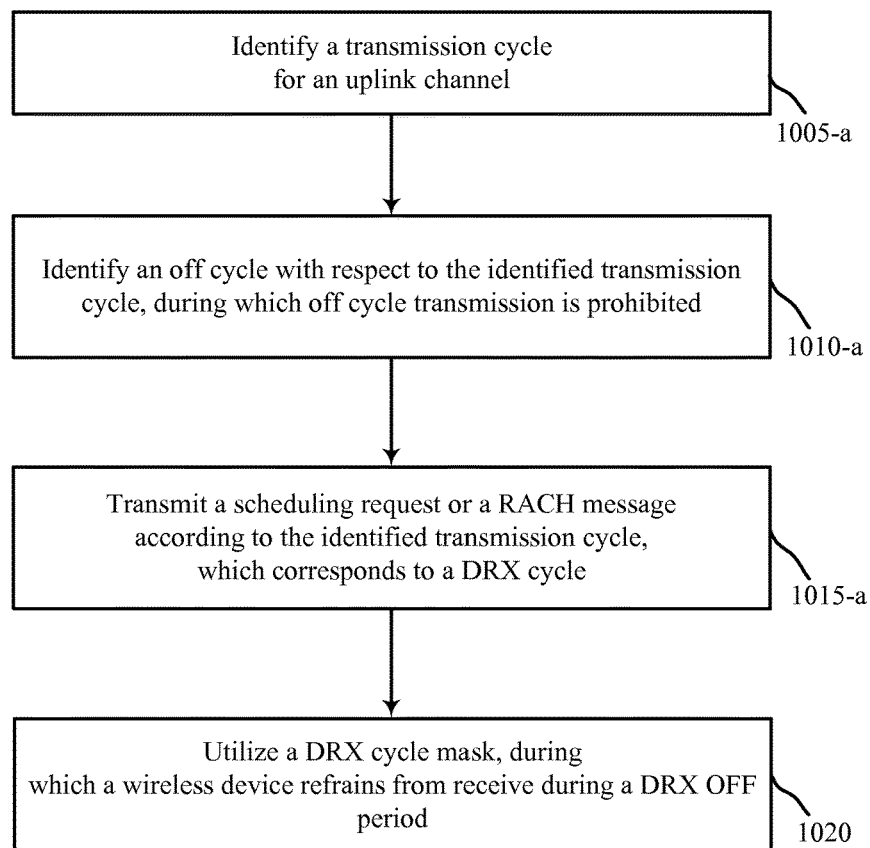 Identify a transmission cycle
for an uplink channel
1005-a
Identify an off cycle with respect to the identified transmission
cycle, during which off cycle transmission is prohibited
1010-a
Transmit a scheduling request or a RACH message
according to the identified transmission cycle,
which corresponds to a DRX cycle
1015-a
Utilize a DRX cycle mask, during
which a wireless device refrains from receive during a DRX OFF
period
1020